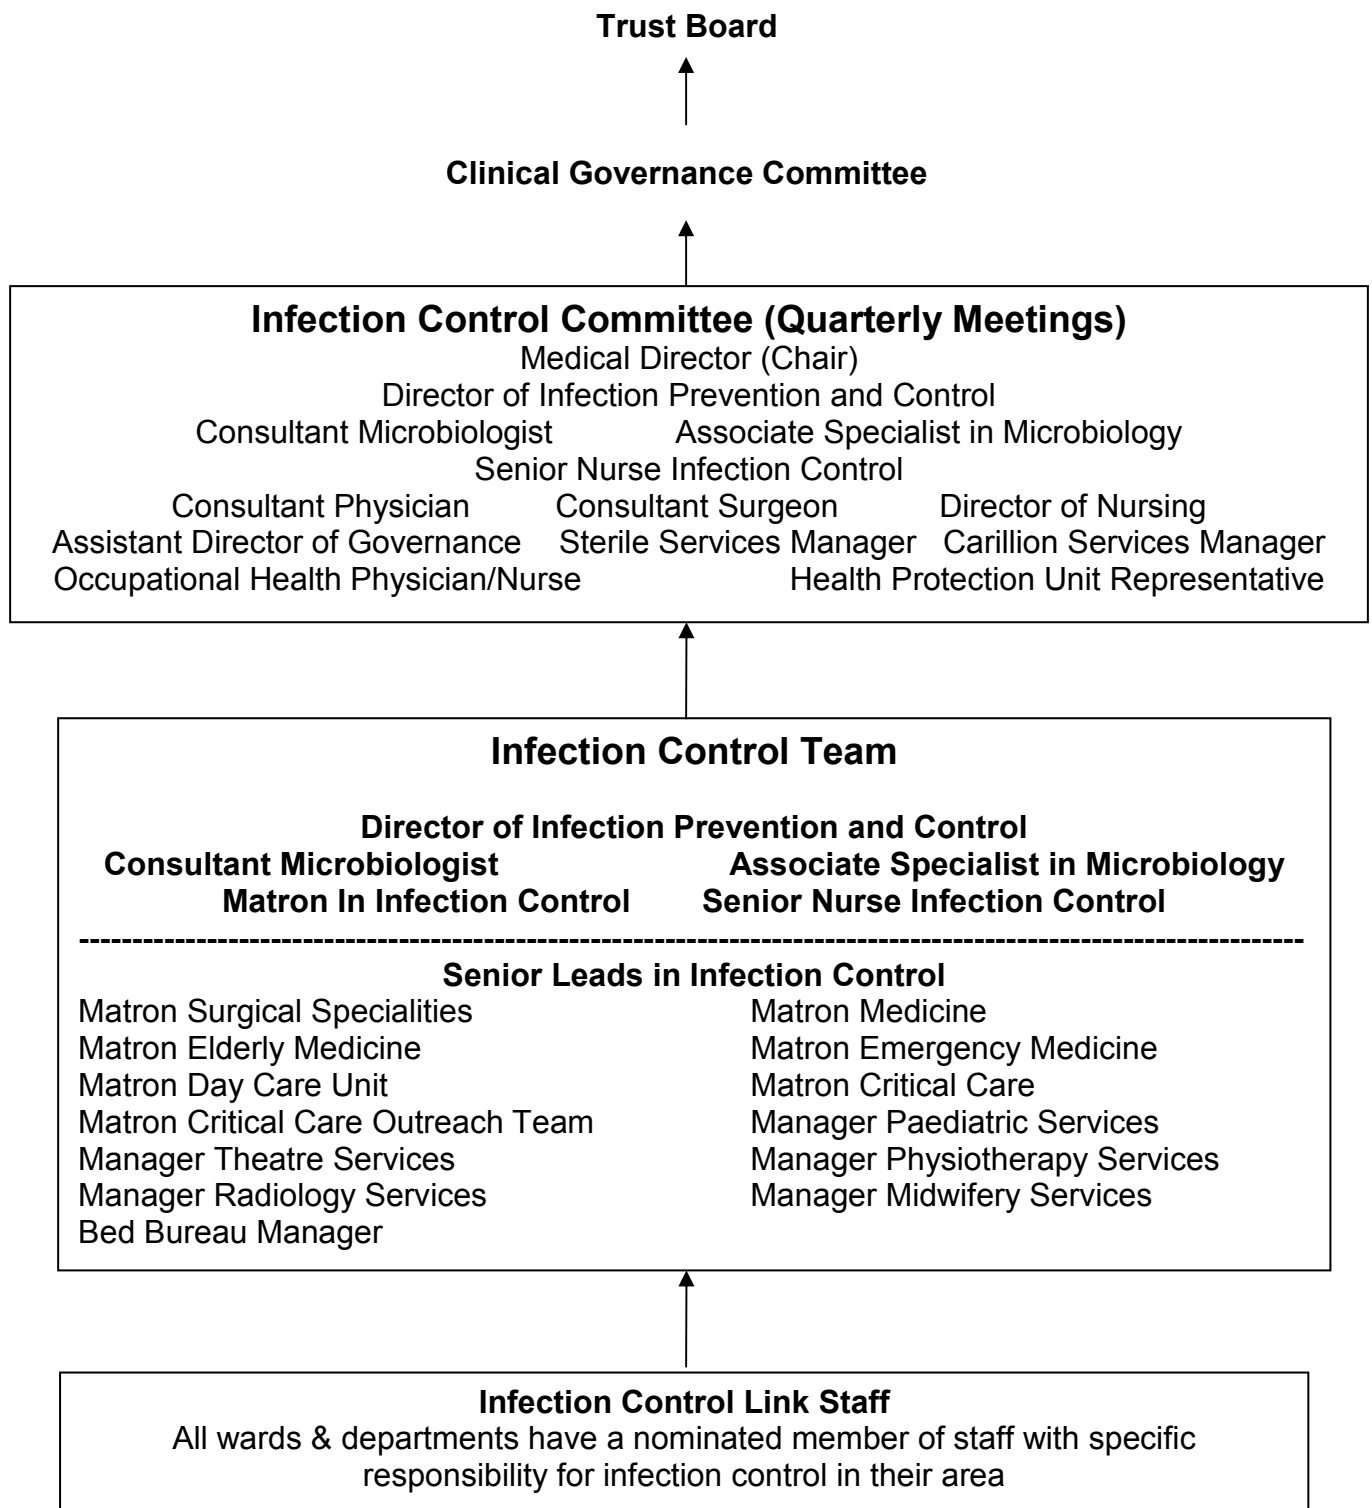 Trust Board
Clinical Governance Committee
Infection Control Committee (Quarterly Meetings)
Medical Director (Chair)
Director of Infection Prevention and Control
Consultant Microbiologist Associate Specialist in Microbiology
Senior Nurse Infection Control
Consultant Physician Consultant Surgeon Director of Nursing
Assistant Director of Governance Sterile Services Manager Carillion Services Manager
Occupational Health Physician/Nurse Health Protection Unit Representative
Infection Control Team
Director of Infection Prevention and Control
Consultant Microbiologist Associate Specialist in Microbiology
Matron In Infection Control Senior Nurse Infection Control
Senior Leads in Infection Control
Matron Surgical Specialities Matron Medicine
Matron Elderly Medicine Matron Emergency Medicine
Matron Day Care Unit Matron Critical Care
Matron Critical Care Outreach Team Manager Paediatric Services
Manager Theatre Services Manager Physiotherapy Services
Manager Radiology Services Manager Midwifery Services
Bed Bureau Manager
Infection Control Link Staff
All wards & departments have a nominated member of staff with specific
responsibility for infection control in their area